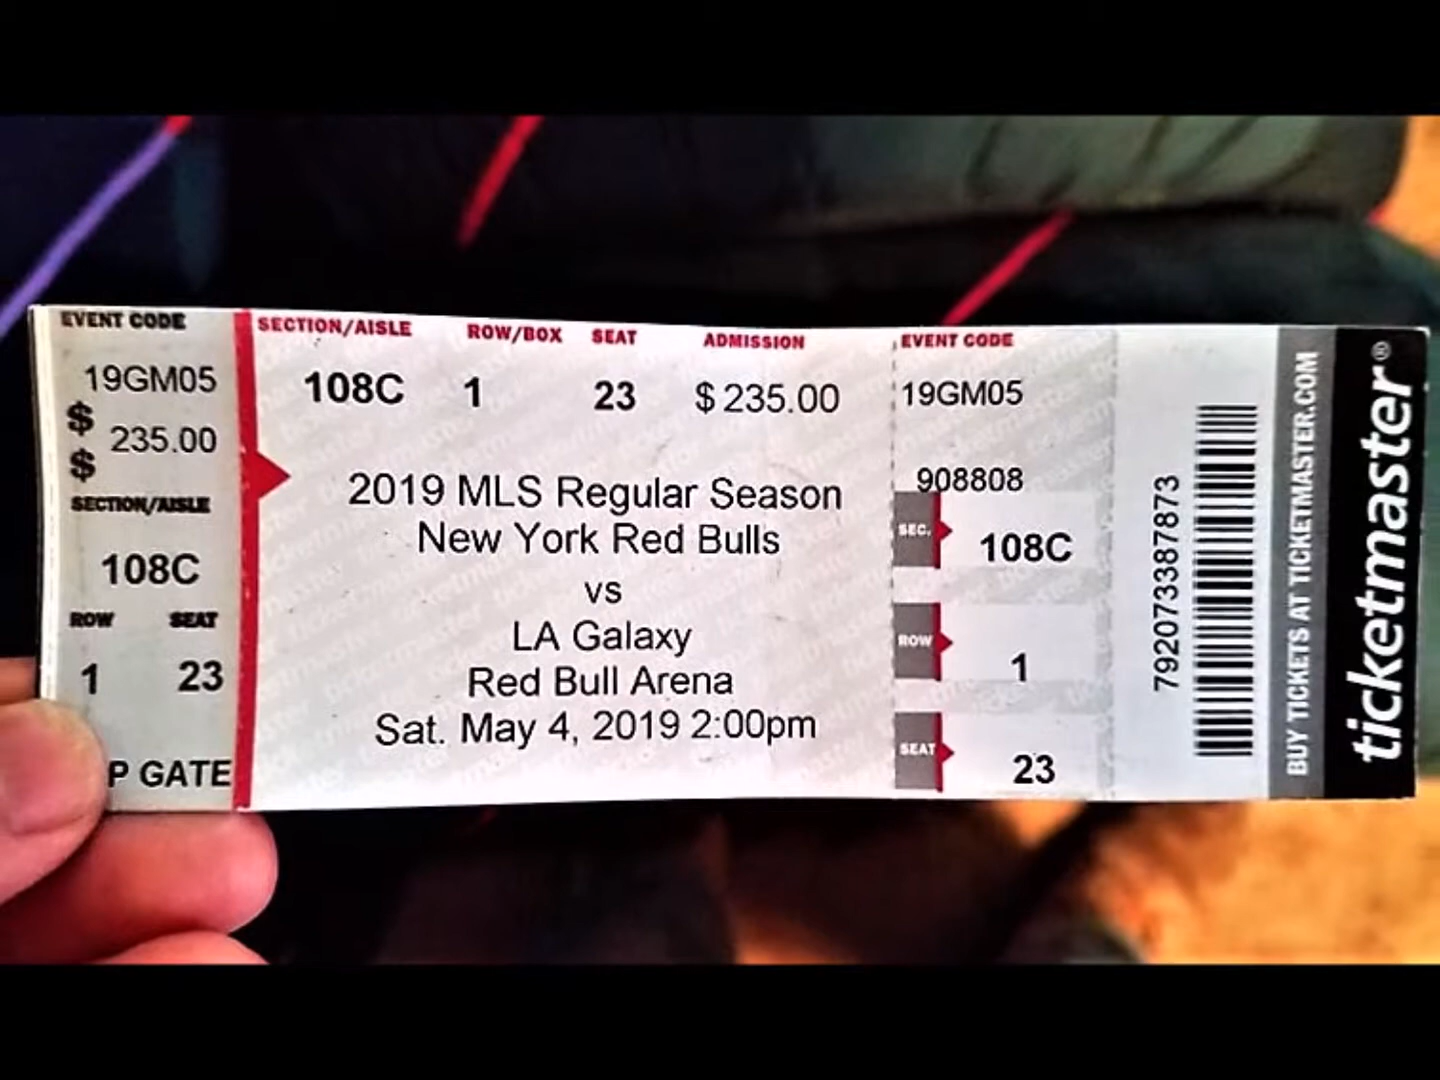 EVENT CODE
19GM05
$ 235.00
$
SECTION/AISLE
108C
ROW SEAT
1 23
P GATE
SECTION/AISLE ROW/BOX SEAT ADMISSION
108C 1 23 $ 235.00
2019 MLS Regular Season
New York Red Bulls
vs
LA Galaxy
Red Bull Arena
Sat. May 4, 2019 2:00pm
EVENT CODE
19GM05
908808
SEC. 108C
ROW 1
SEAT 23
792073387873
BUY TICKETS AT TICKETMASTER.COM
ticketmaster®